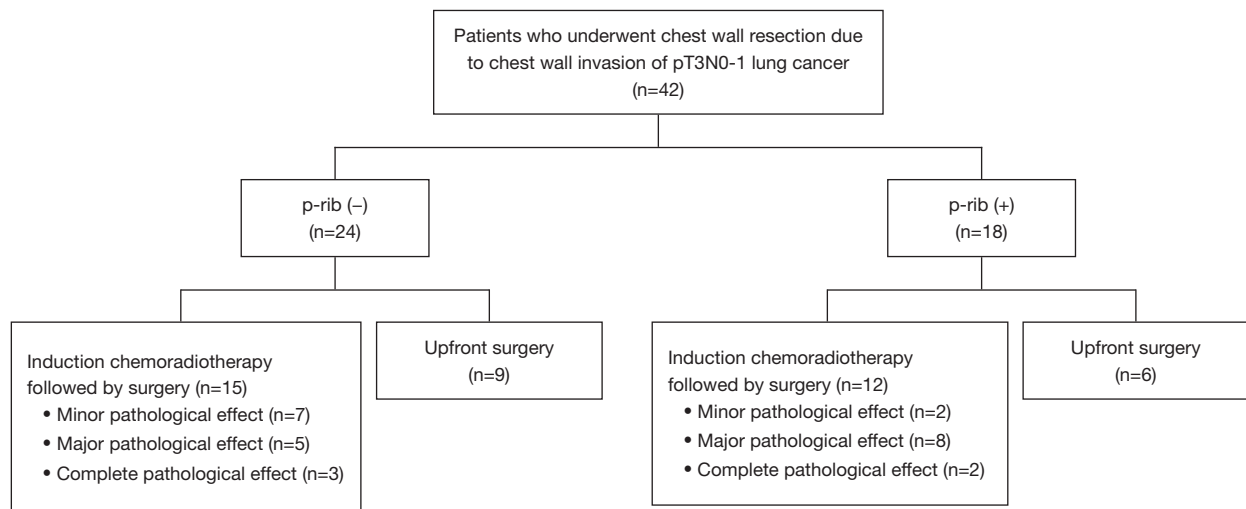 Patients who underwent chest wall resection due
to chest wall invasion of pT3N0-1 lung cancer
(n=42)
p-rib (–)
(n=24)
p-rib (+)
(n=18)
Induction chemoradiotherapy
followed by surgery (n=15)
• Minor pathological effect (n=7)
• Major pathological effect (n=5)
• Complete pathological effect (n=3)
Upfront surgery
(n=9)
Induction chemoradiotherapy
followed by surgery (n=12)
• Minor pathological effect (n=2)
• Major pathological effect (n=8)
• Complete pathological effect (n=2)
Upfront surgery
(n=6)